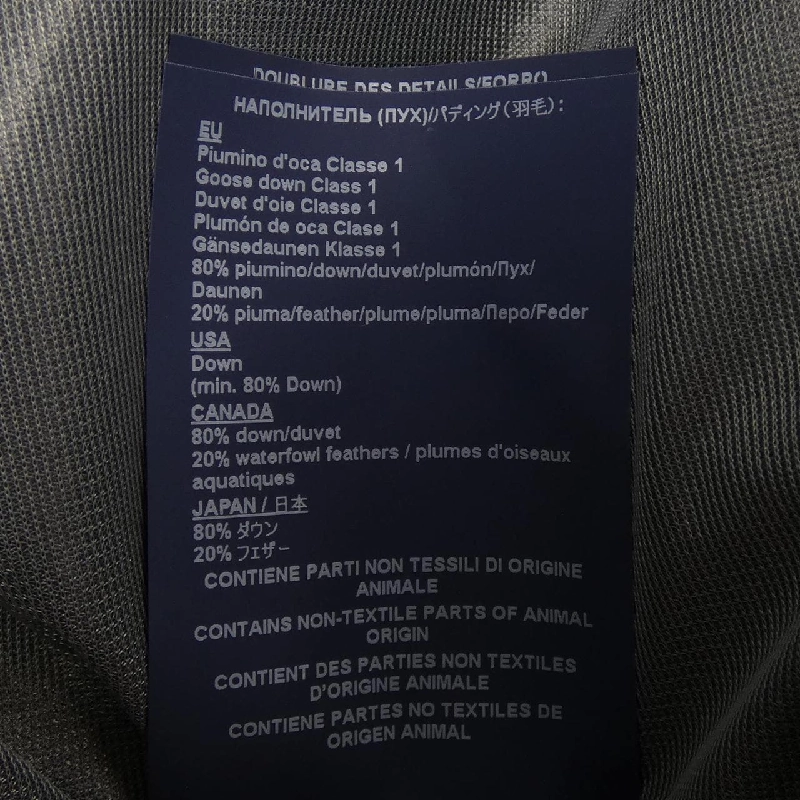 DOUBLURE DES DETAILS/FORRO
НАПОЛНИТЕЛЬ (ПУХ)/パディング(羽毛):
EU
Piumino d'oca Classe 1
Goose down Class 1
Duvet d'oie Classe 1
Plumón de oca Clase 1
Gänsedaunen Klasse 1
80% piumino/down/duvet/plumón/Пух/
Daunen
20% piuma/feather/plume/pluma/Перо/Feder
USA
Down
(min. 80% Down)
CANADA
80% down/duvet
20% waterfowl feathers / plumes d'oiseaux
aquatiques
JAPAN / 日本
80% ダウン
20% フェザー
CONTIENE PARTI NON TESSILI DI ORIGINE
ANIMALE
CONTAINS NON-TEXTILE PARTS OF ANIMAL
ORIGIN
CONTIENT DES PARTIES NON TEXTILES
D'ORIGINE ANIMALE
CONTIENE PARTES NO TEXTILES DE
ORIGEN ANIMAL